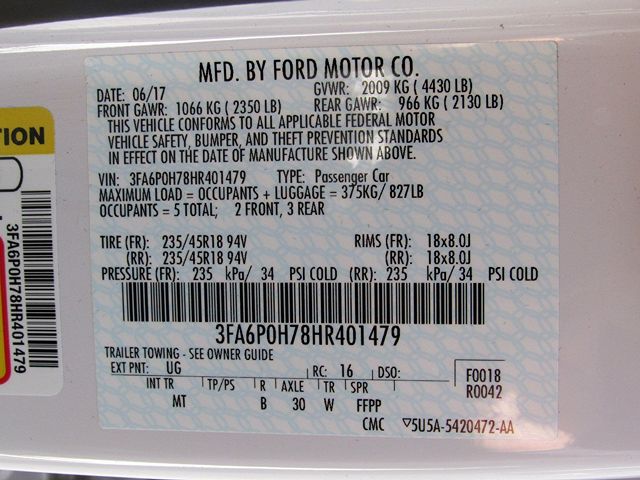 MFD. BY FORD MOTOR CO.
DATE: 06/17 GVWR: 2009 KG ( 4430 LB)
FRONT GAWR: 1066 KG ( 2350 LB) REAR GAWR: 966 KG ( 2130 LB)
THIS VEHICLE CONFORMS TO ALL APPLICABLE FEDERAL MOTOR
VEHICLE SAFETY, BUMPER, AND THEFT PREVENTION STANDARDS
IN EFFECT ON THE DATE OF MANUFACTURE SHOWN ABOVE.
VIN: 3FA6P0H78HR401479 TYPE: Passenger Car
MAXIMUM LOAD = OCCUPANTS + LUGGAGE = 375KG/ 827LB
OCCUPANTS = 5 TOTAL; 2 FRONT, 3 REAR
TIRE (FR): 235/45R18 94V RIMS (FR): 18x8.0J
(RR): 235/45R18 94V (RR): 18x8.0J
PRESSURE (FR): 235 kPa/ 34 PSI COLD (RR): 235 kPa/ 34 PSI COLD
3FA6P0H78HR401479
TRAILER TOWING - SEE OWNER GUIDE
EXT PNT: UG RC: 16 DSO: F0018
R0042
INT TR TP/PS R AXLE TR SPR
MT B 30 W FFPP
CMC 5U5A-5420472-AA
TION
3FA6P0H78HR401479